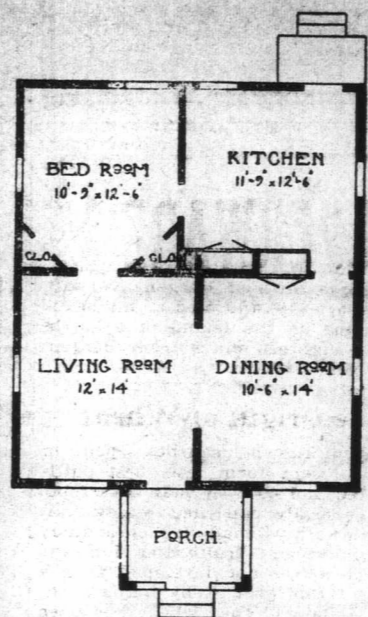 BED ROOM
10'-9" x 12'-6"
KITCHEN
11'-9" x 12'-6"
CLO.
CLO.
LIVING ROOM
12' x 14'
DINING ROOM
10'-6" x 14'
PORCH